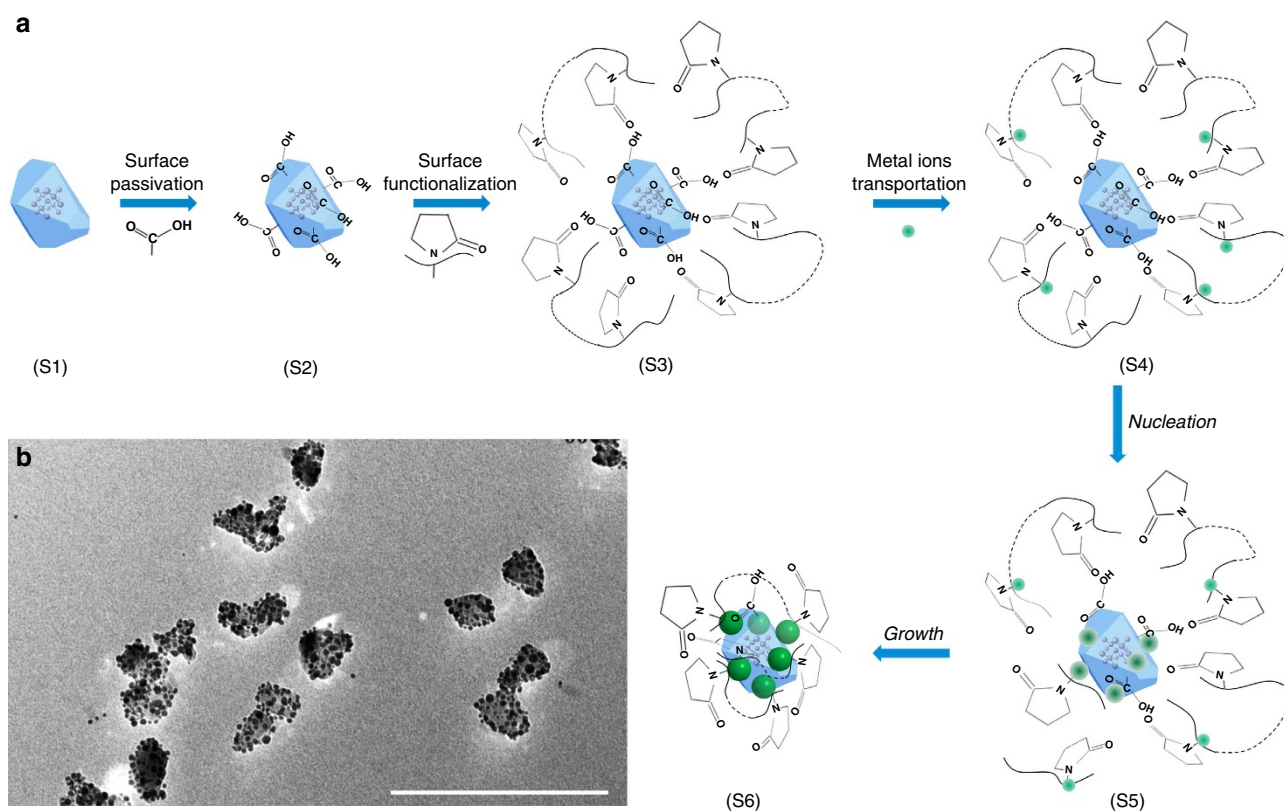 a
Surface
passivation
Surface
functionalization
Metal ions
transportation
(S1)
(S2)
(S3)
(S4)
Nucleation
b
Growth
(S6)
(S5)